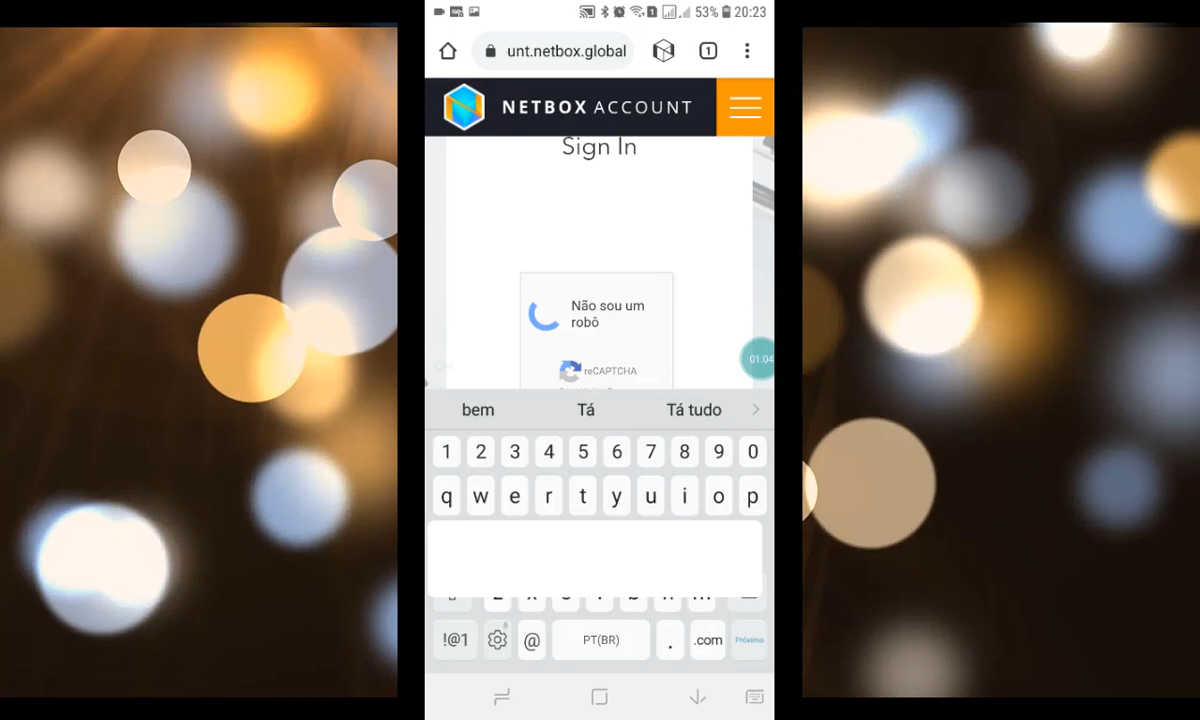 53% 20:23
unt.netbox.global
1
NETBOX ACCOUNT
Sign In
Não sou um
robô
reCAPTCHA
01:04
bem Tá Tá tudo
1 2 3 4 5 6 7 8 9 0
q w e r t y u i o p
!@1 @ PT(BR) . .com Próximo